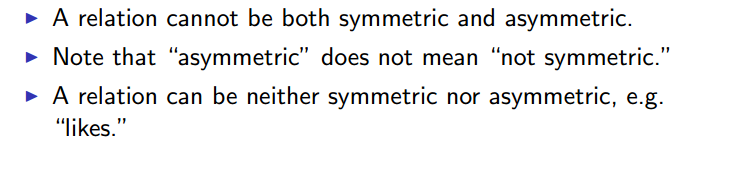 ▶ A relation cannot be both symmetric and asymmetric.
▶ Note that “asymmetric” does not mean “not symmetric.”
▶ A relation can be neither symmetric nor asymmetric, e.g.
“likes.”